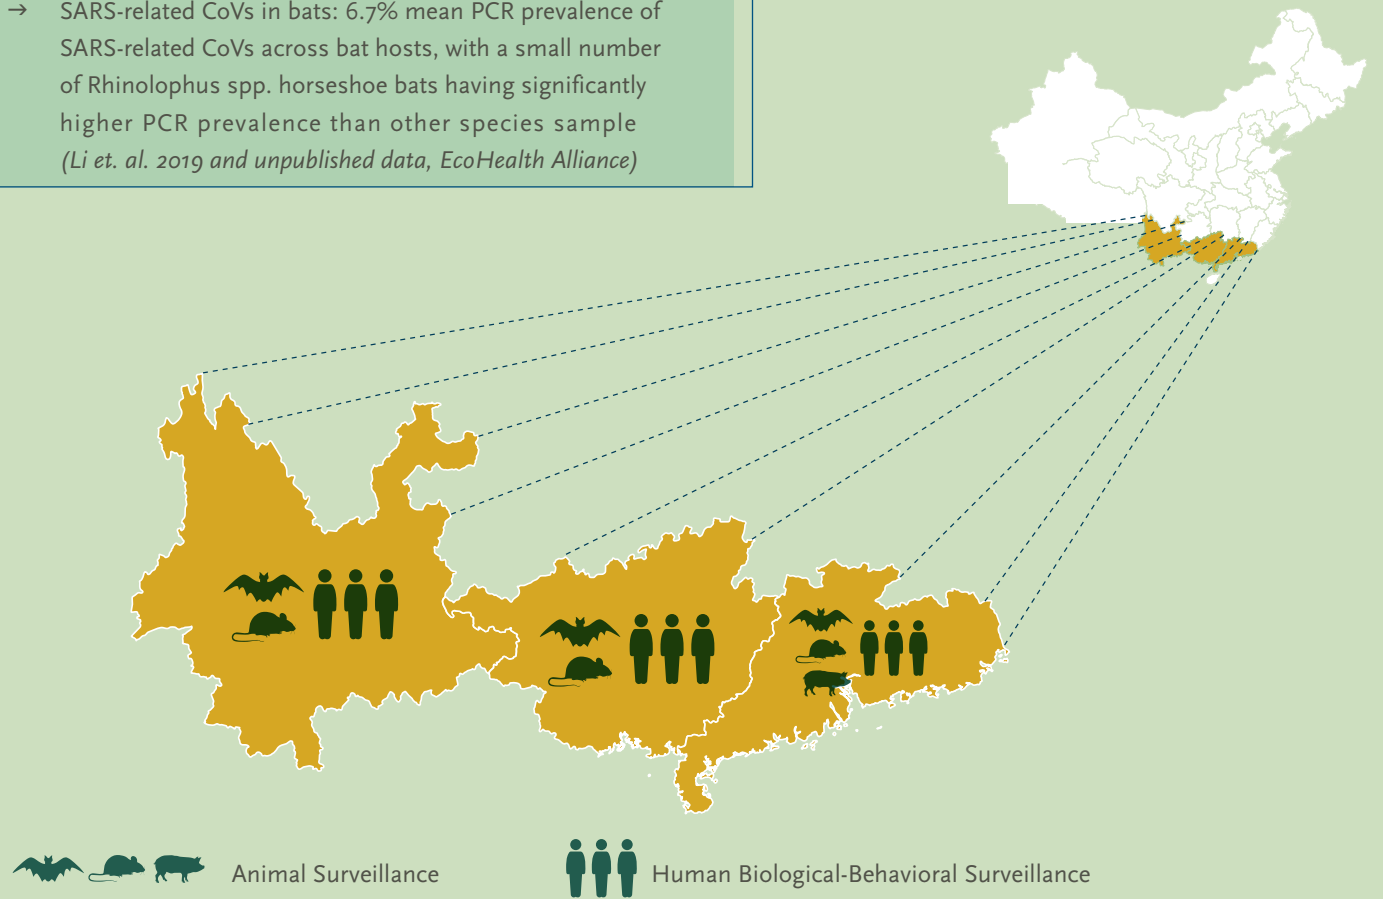 → SARS-related CoVs in bats: 6.7% mean PCR prevalence of
SARS-related CoVs across bat hosts, with a small number
of Rhinolophus spp. horseshoe bats having significantly
higher PCR prevalence than other species sample
(Li et. al. 2019 and unpublished data, EcoHealth Alliance)
Animal Surveillance
Human Biological-Behavioral Surveillance